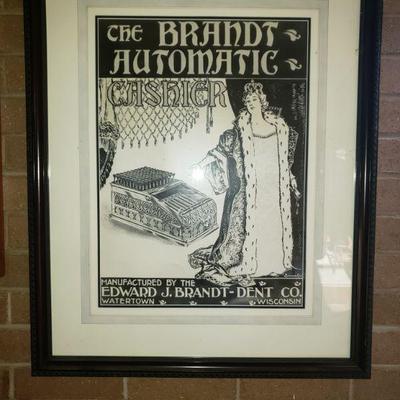 THE BRANDT
AUTOMATIC
CASHIER
MANUFACTURED BY THE
EDWARD J. BRANDT-DENT CO.
WATERTOWN WISCONSIN